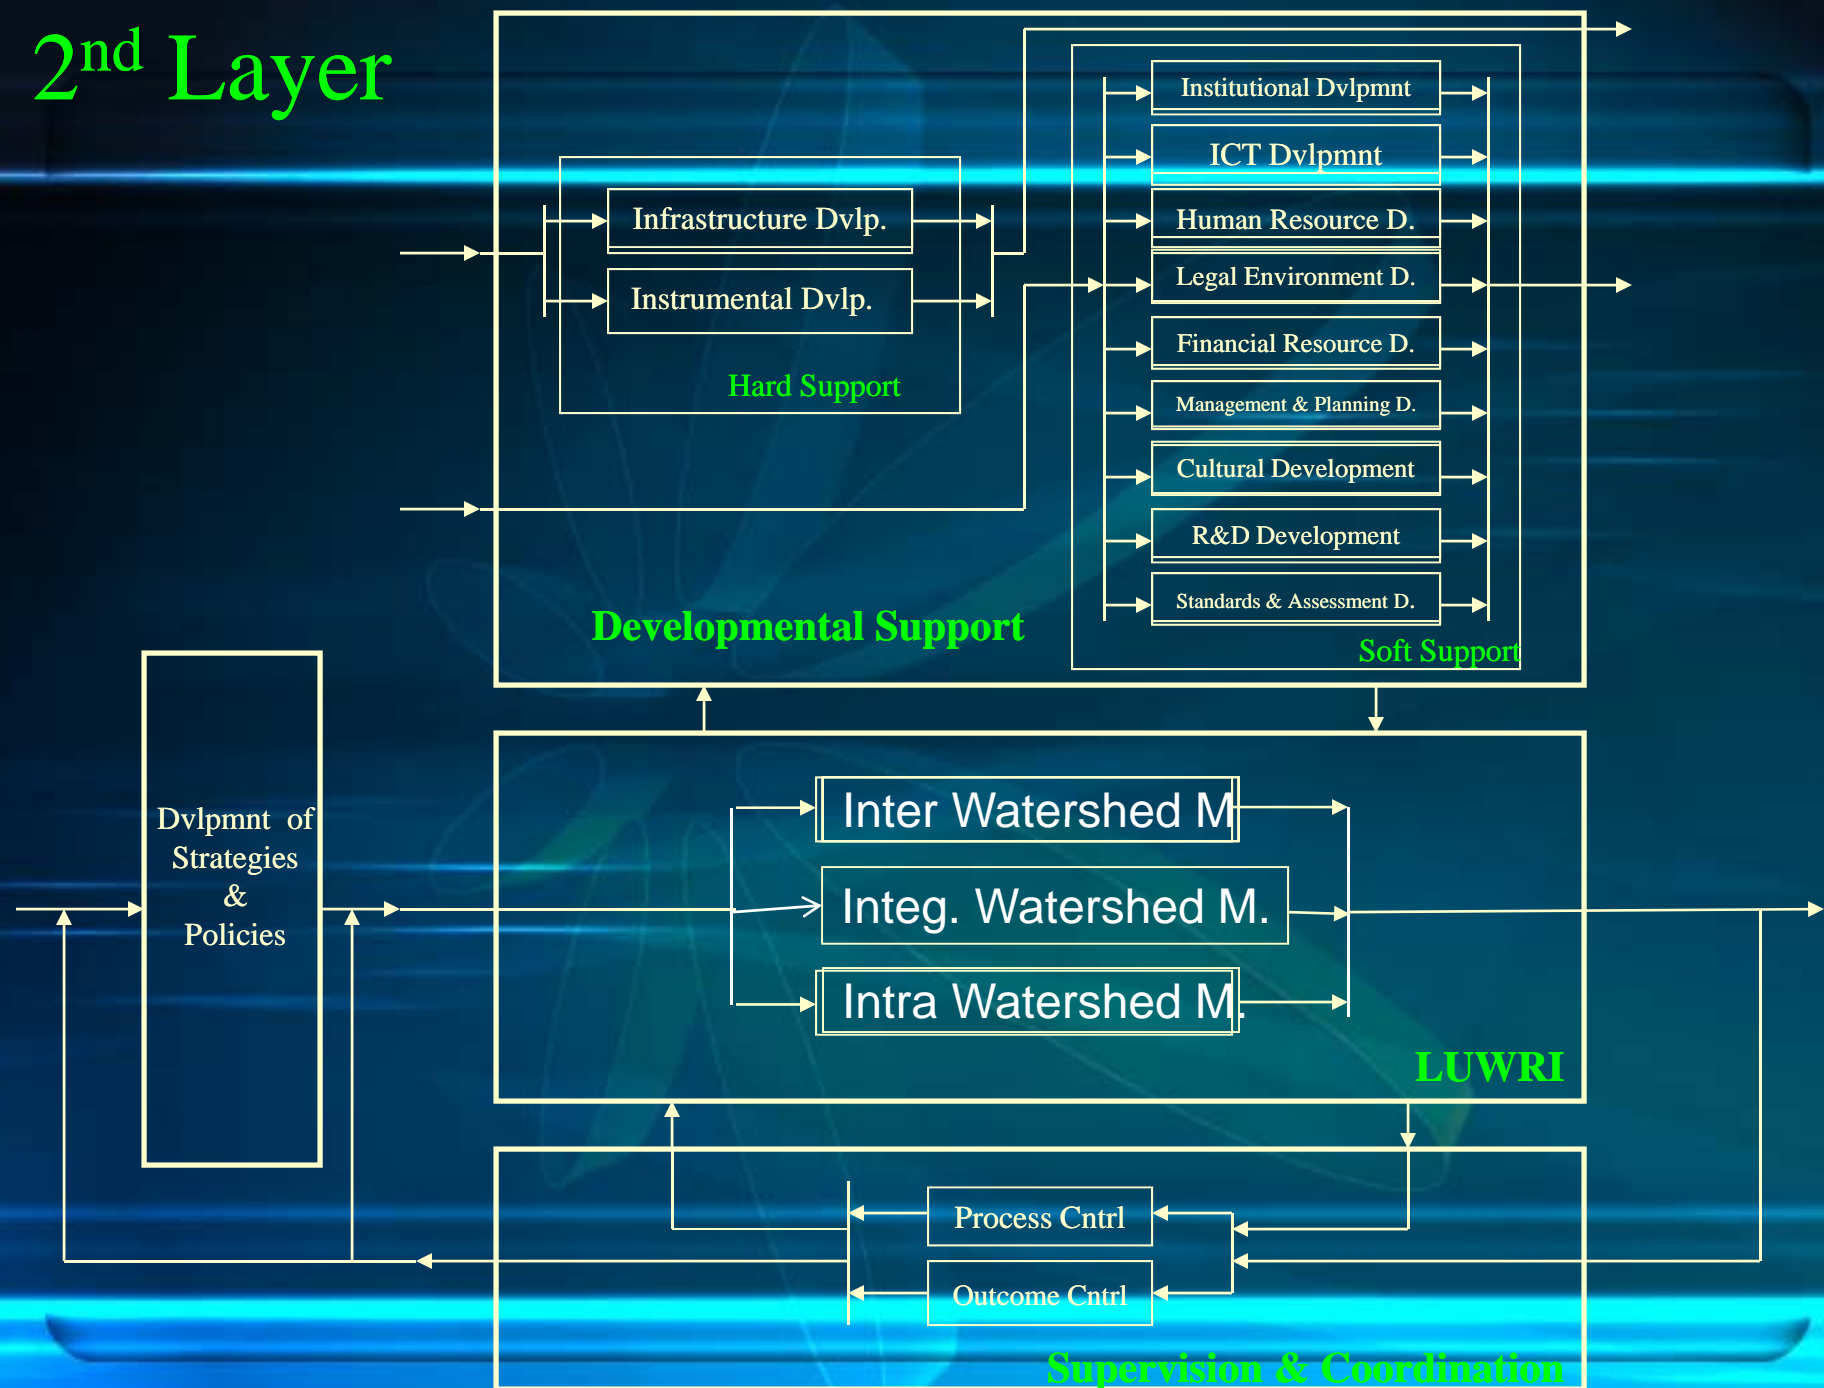 2nd Layer
Institutional Dvlpmnt
ICT Dvlpmnt
Human Resource D.
Legal Environment D.
Financial Resource D.
Management & Planning D.
Cultural Development
R&D Development
Standards & Assessment D.
Soft Support
Infrastructure Dvlp.
Instrumental Dvlp.
Hard Support
Developmental Support
Dvlpmnt of
Strategies
&
Policies
Inter Watershed M
Integ. Watershed M.
Intra Watershed M.
LUWRI
Process Cntrl
Outcome Cntrl
Supervision & Coordination